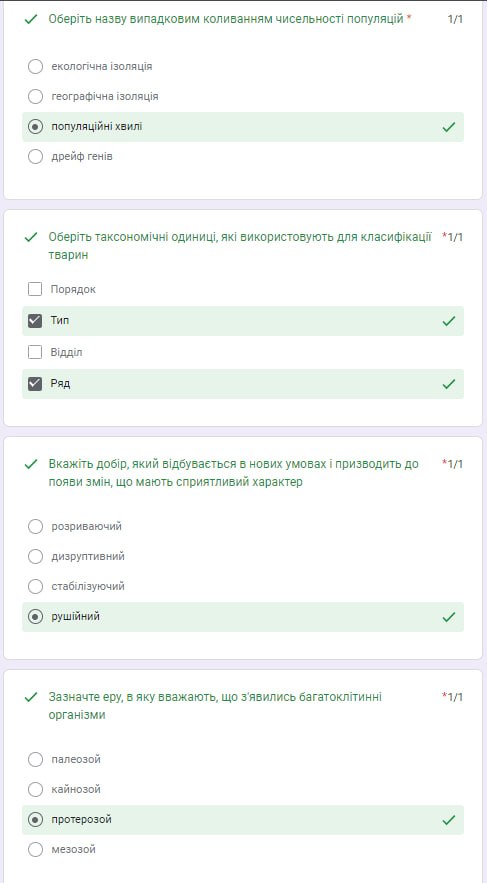 Оберіть назву випадковим коливанням чисельності популяцій * 1/1
екологічна ізоляція
географічна ізоляція
популяційні хвилі
дрейф генів
Оберіть таксономічні одиниці, які використовують для класифікації *1/1
тварин
Порядок
Тип
Відділ
Ряд
Вкажіть добір, який відбувається в нових умовах і призводить до *1/1
появи змін, що мають сприятливий характер
розриваючий
дизруптивний
стабілізуючий
рушійний
Зазначте еру, в яку вважають, що з'явились багатоклітинні *1/1
організми
палеозой
кайнозой
протерозой
мезозой